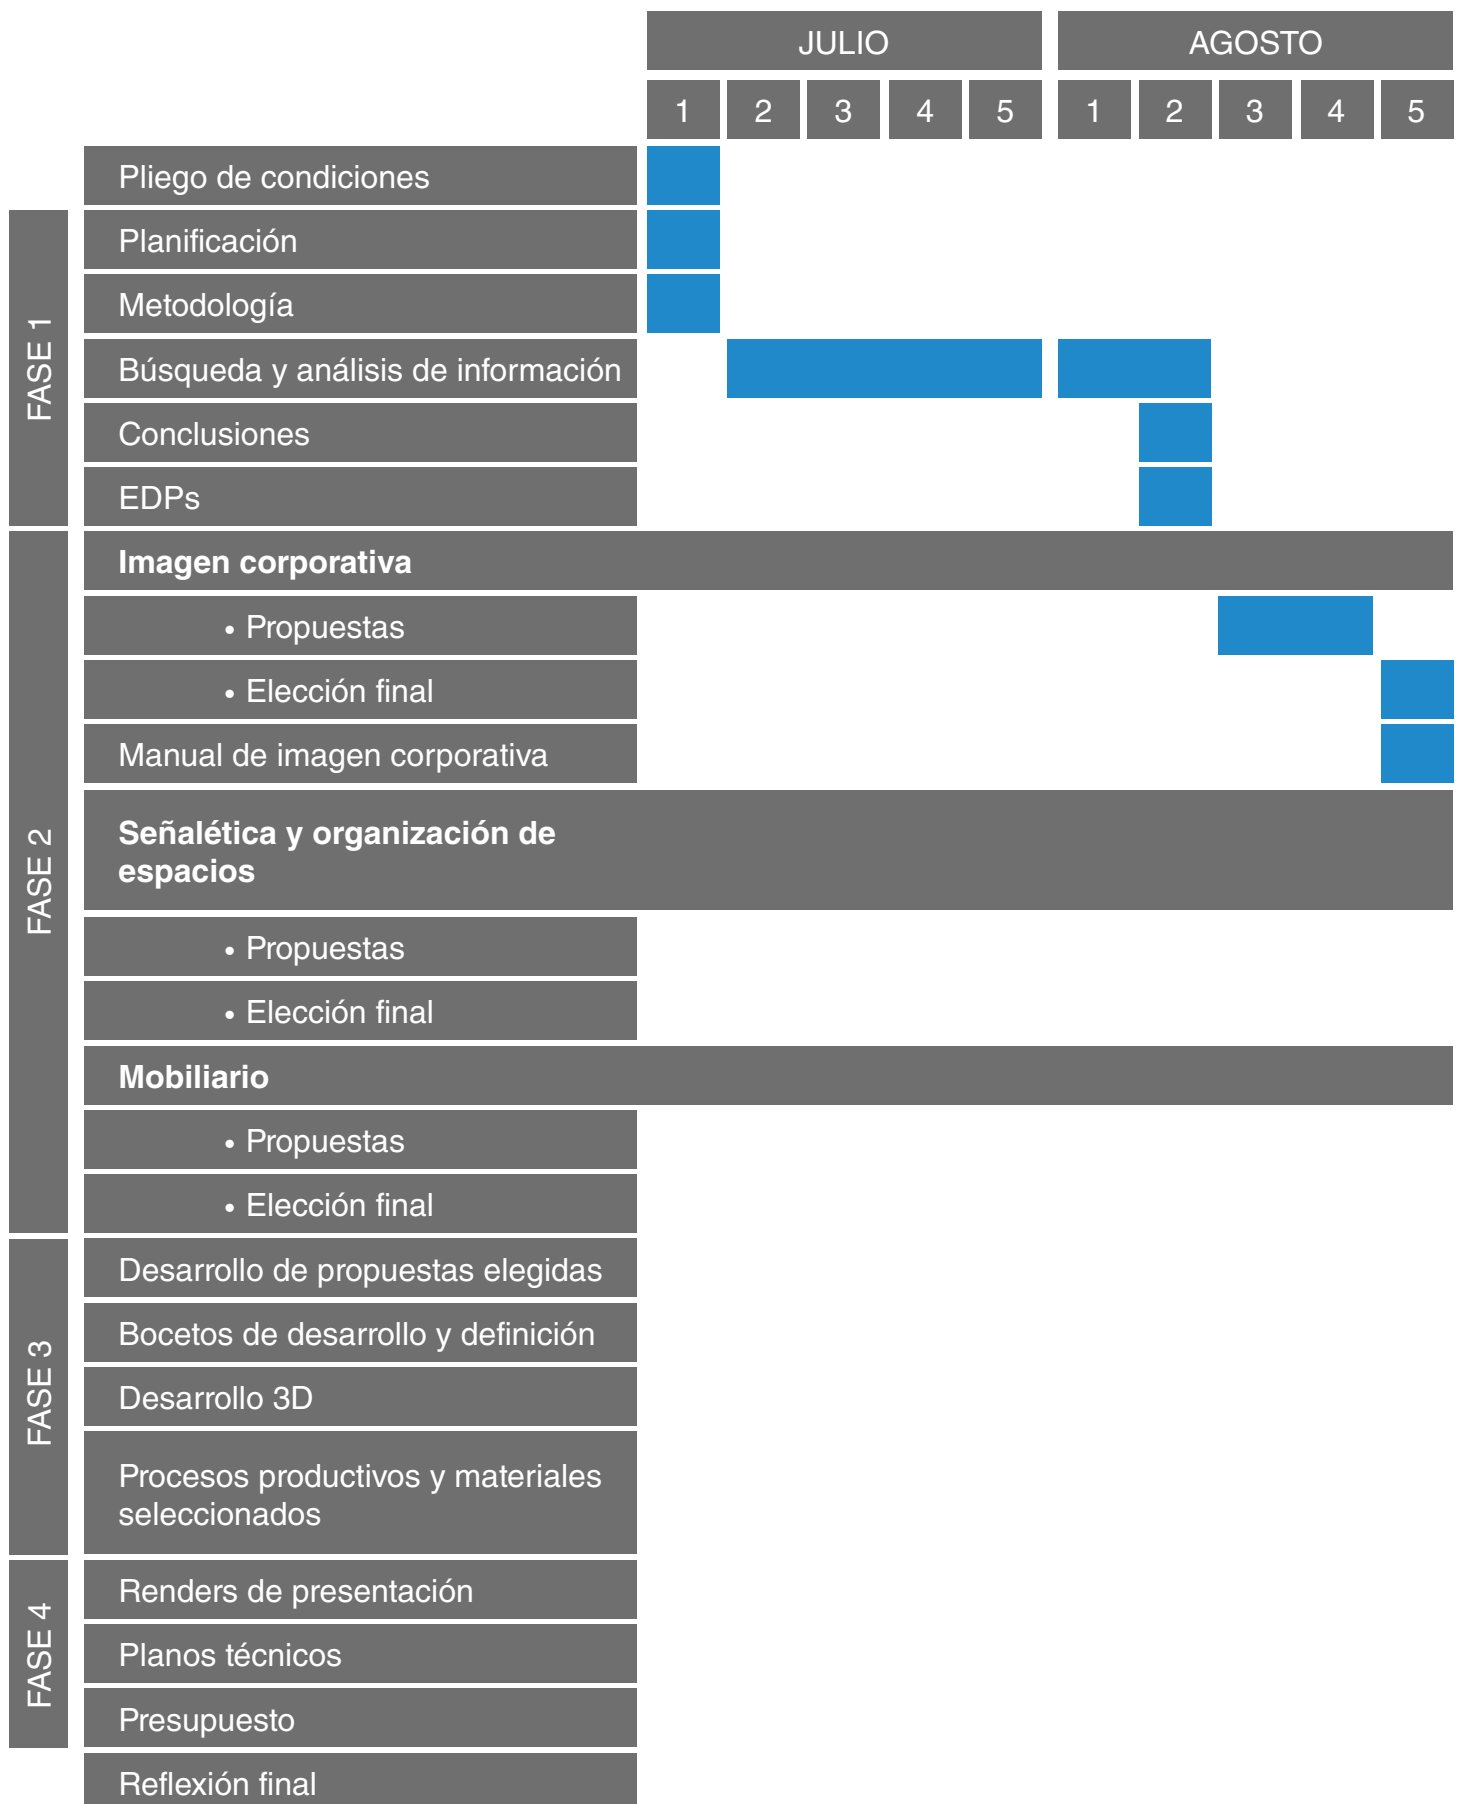 JULIO AGOSTO
1 2 3 4 5 1 2 3 4 5
Pliego de condiciones
FASE 1
Planificación
Metodología
Búsqueda y análisis de información
Conclusiones
EDPs
FASE 2
Imagen corporativa
• Propuestas
• Elección final
Manual de imagen corporativa
Señalética y organización de
espacios
• Propuestas
• Elección final
Mobiliario
• Propuestas
• Elección final
FASE 3
Desarrollo de propuestas elegidas
Bocetos de desarrollo y definición
Desarrollo 3D
Procesos productivos y materiales
seleccionados
FASE 4
Renders de presentación
Planos técnicos
Presupuesto
Reflexión final